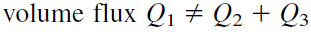 volume flux Q₁ ≠ Q₂ + Q₃